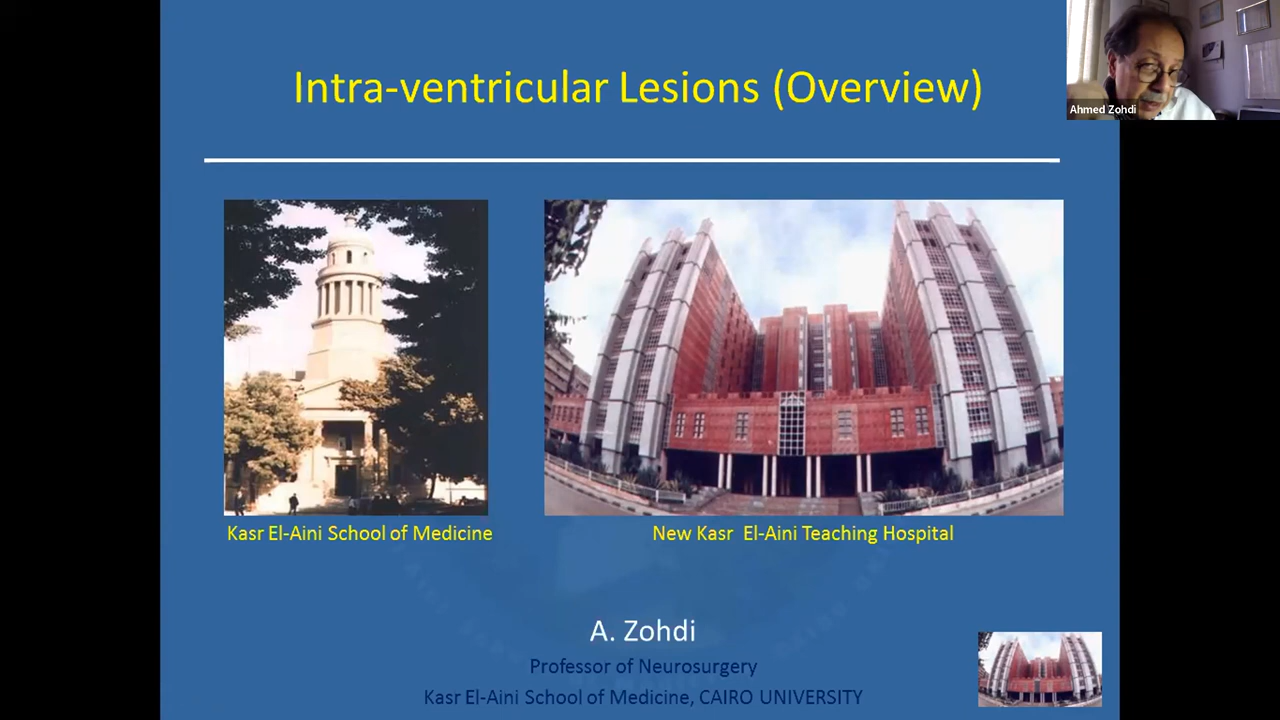 Intra-ventricular Lesions (Overview)
Ahmed Zohdi
Kasr El-Aini School of Medicine
New Kasr El-Aini Teaching Hospital
A. Zohdi
Professor of Neurosurgery
Kasr El-Aini School of Medicine, CAIRO UNIVERSITY